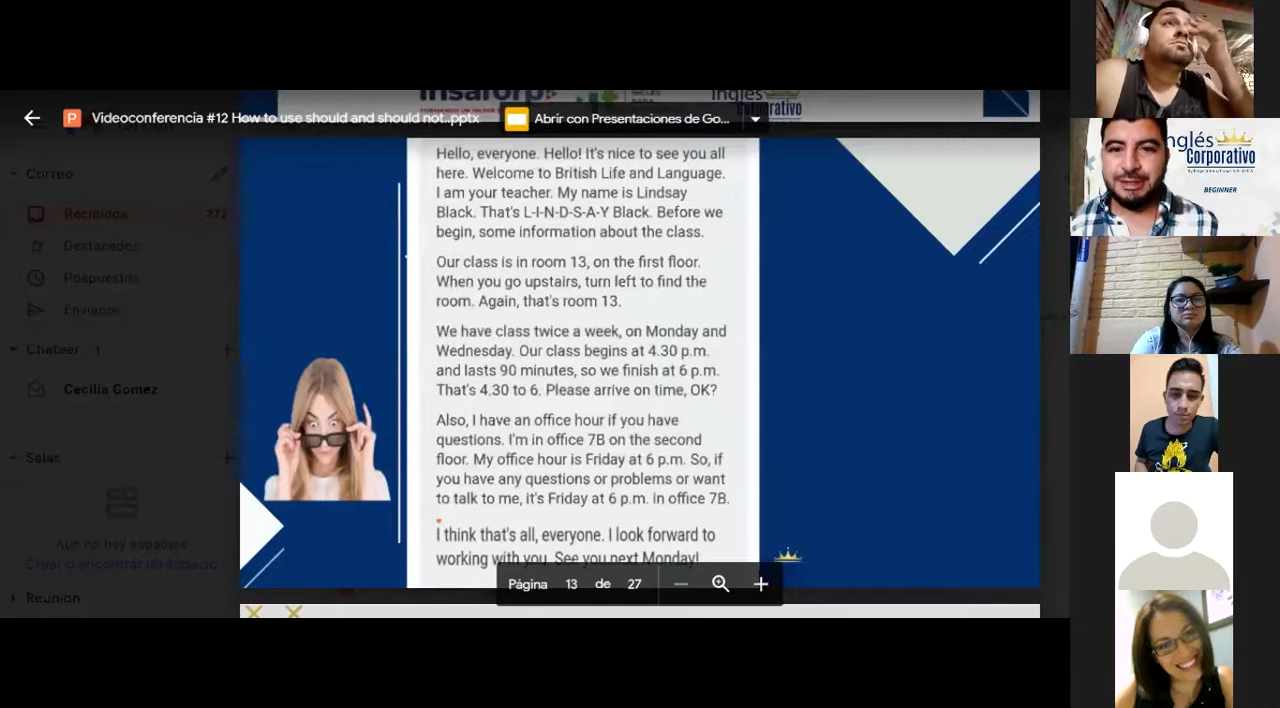 insaforp
Inglés
Corporativo
Videoconferencia #12 How to use should and should not..pptx
Abrir con Presentaciones de Go...
Correo
Recibidos 272
Destacados
Pospuestos
Enviados
Chatear
Cecilia Gomez
Salas
Aún no hay espacios
Crear o encontrar un espacio
Reunión
Hello, everyone. Hello! It's nice to see you all
here. Welcome to British Life and Language.
I am your teacher. My name is Lindsay
Black. That's L-I-N-D-S-A-Y Black. Before we
begin, some information about the class.
Our class is in room 13, on the first floor.
When you go upstairs, turn left to find the
room. Again, that's room 13.
We have class twice a week, on Monday and
Wednesday. Our class begins at 4.30 p.m.
and lasts 90 minutes, so we finish at 6 p.m.
That's 4.30 to 6. Please arrive on time, OK?
Also, I have an office hour if you have
questions. I'm in office 7B on the second
floor. My office hour is Friday at 6 p.m. So, if
you have any questions or problems or want
to talk to me, it's Friday at 6 p.m. in office 7B.
I think that's all, everyone. I look forward to
working with you. See you next Monday!
Página 13 de 27
Inglés
Corporativo
BEGINNER